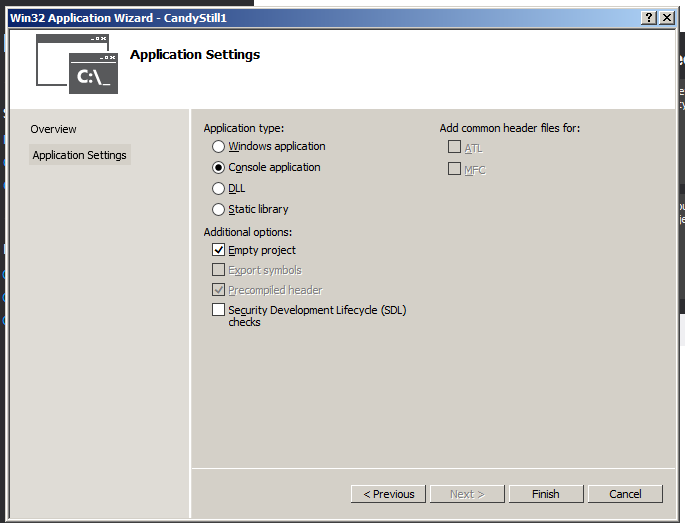 Win32 Application Wizard - CandyStill1
Application Settings
C:\_
Overview
Application Settings
Application type:
Windows application
Console application
DLL
Static library
Additional options:
Empty project
Export symbols
Precompiled header
Security Development Lifecycle (SDL)
checks
Add common header files for:
ATL
MFC
< Previous
Next >
Finish
Cancel